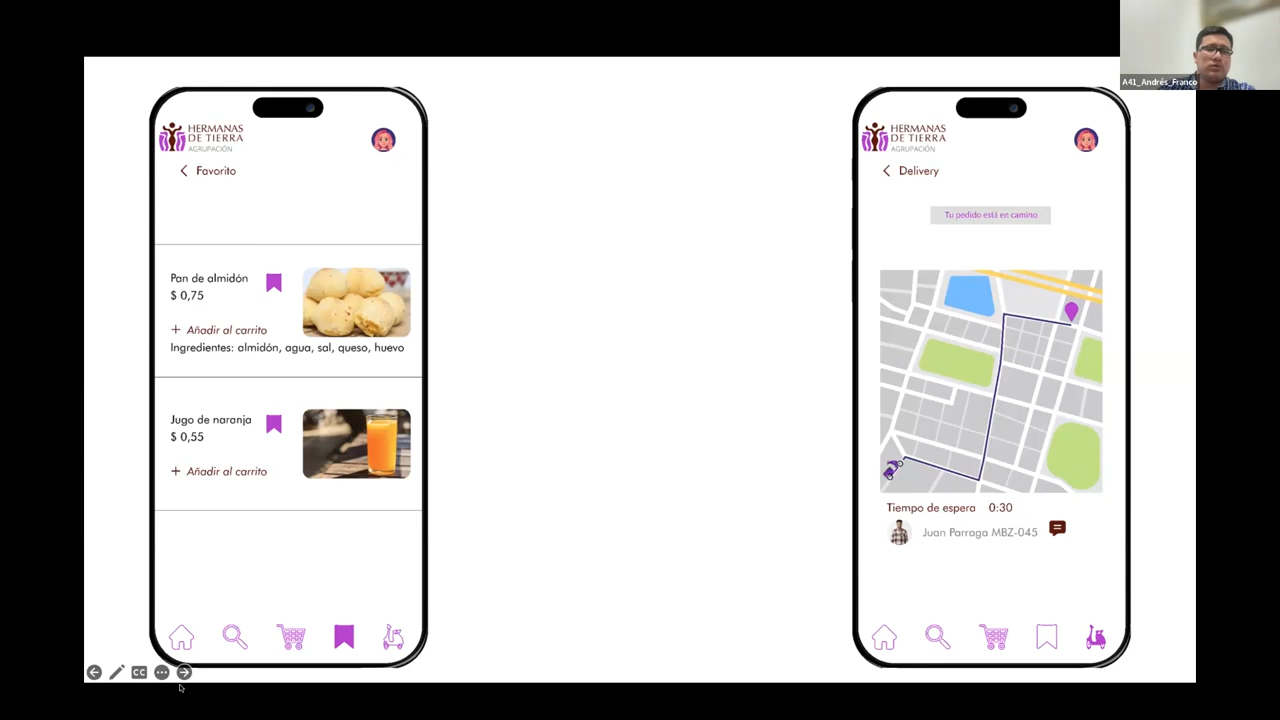 A41_Andrés_Franco
HERMANAS
DE TIERRA
AGRUPACIÓN
Favorito
Pan de almidón
$ 0,75
+ Añadir al carrito
Ingredientes: almidón, agua, sal, queso, huevo
Jugo de naranja
$ 0,55
+ Añadir al carrito
CC
HERMANAS
DE TIERRA
AGRUPACIÓN
Delivery
Tu pedido está en camino
Tiempo de espera 0:30
Juan Parraga MBZ-045